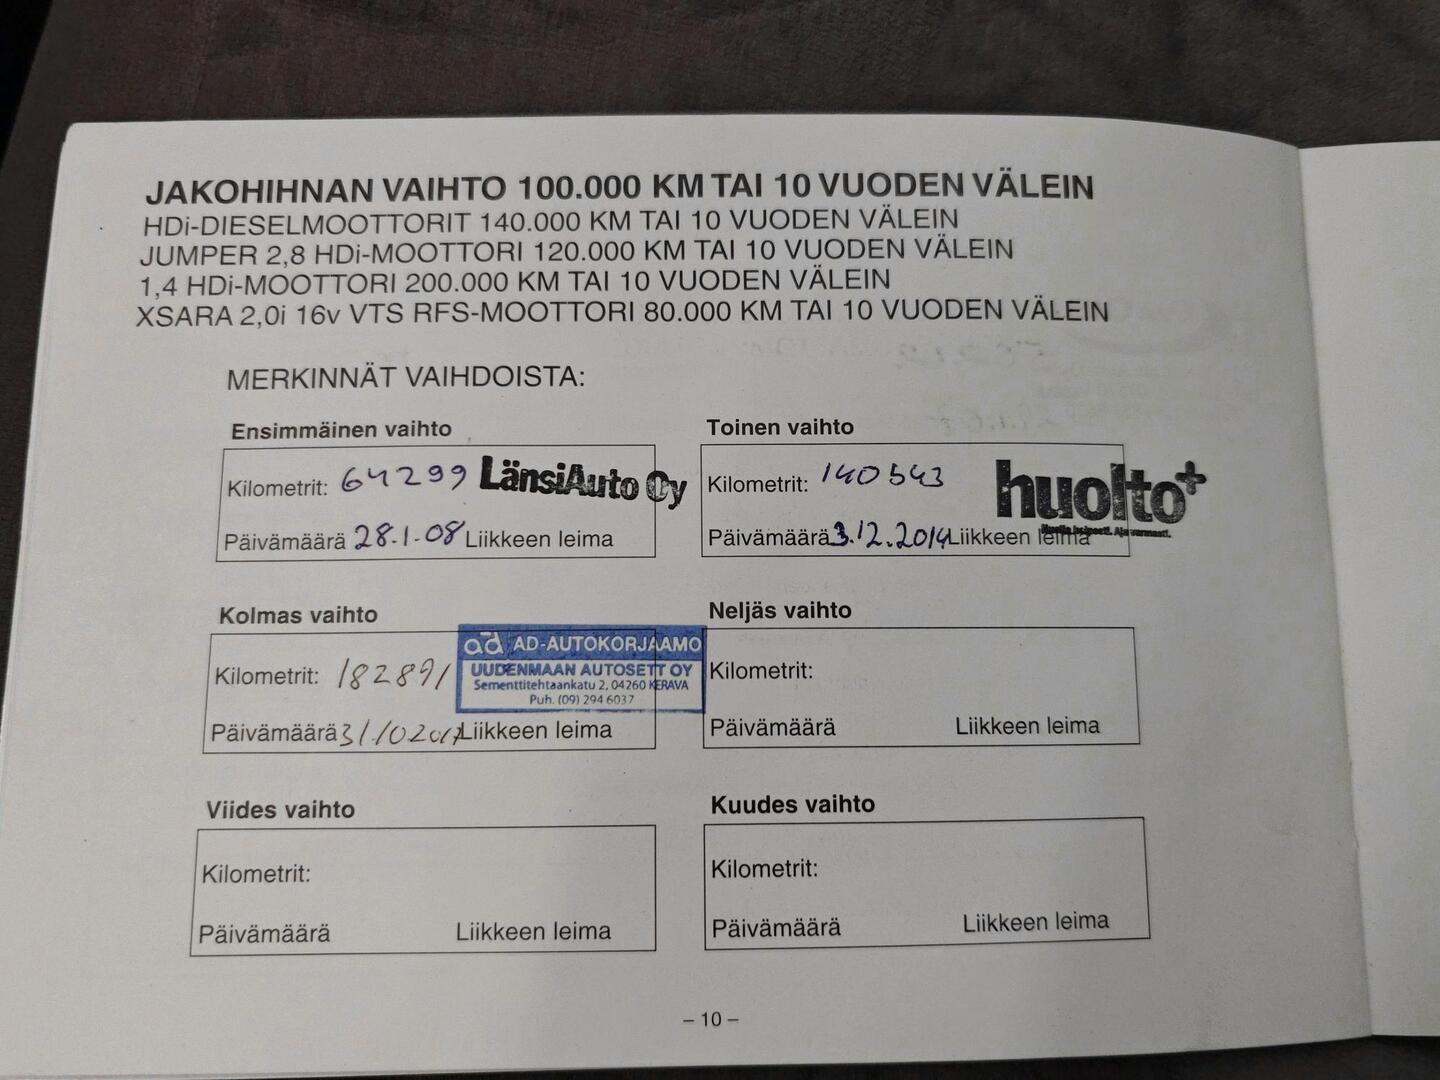 JAKOHIHNAN VAIHTO 100.000 KM TAI 10 VUODEN VÄLEIN
HDi-DIESELMOOTTORIT 140.000 KM TAI 10 VUODEN VÄLEIN
JUMPER 2,8 HDi-MOOTTORI 120.000 KM TAI 10 VUODEN VÄLEIN
1,4 HDi-MOOTTORI 200.000 KM TAI 10 VUODEN VÄLEIN
XSARA 2,0i 16v VTS RFS-MOOTTORI 80.000 KM TAI 10 VUODEN VÄLEIN
MERKINNÄT VAIHDOISTA:
Ensimmäinen vaihto
Kilometrit: 64299 LänsiAuto Oy
Päivämäärä 28.1.08 Liikkeen leima
Toinen vaihto
Kilometrit: 140543 huolto+
Päivämäärä 3.12.2014 Liikkeen leima
Kolmas vaihto
ad AD-AUTOKORJAAMO
UUDENMAAN AUTOSETT OY
Sementtitehtaankatu 2, 04260 KERAVA
Puh. (09) 294 6037
Kilometrit: 182891
Päivämäärä 31/10 2017 Liikkeen leima
Neljäs vaihto
Kilometrit:
Päivämäärä Liikkeen leima
Viides vaihto
Kilometrit:
Päivämäärä Liikkeen leima
Kuudes vaihto
Kilometrit:
Päivämäärä Liikkeen leima
– 10 –